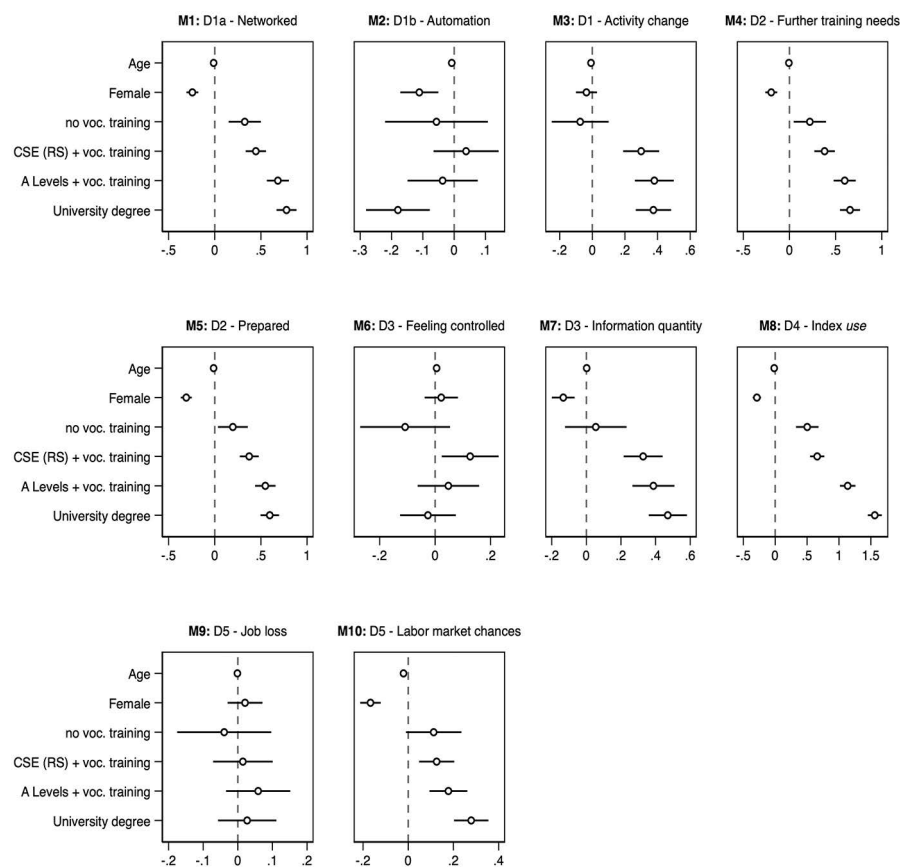 M1: D1a - Networked
M2: D1b - Automation
M3: D1 - Activity change
M4: D2 - Further training needs
Age
Female
no voc. training
CSE (RS) + voc. training
A Levels + voc. training
University degree
-.5 0 .5 1
-.3 -.2 -.1 0 .1
-.2 0 .2 .4 .6
-.5 0 .5 1
M5: D2 - Prepared
M6: D3 - Feeling controlled
M7: D3 - Information quantity
M8: D4 - Index use
Age
Female
no voc. training
CSE (RS) + voc. training
A Levels + voc. training
University degree
-.5 0 .5 1
-.2 0 .2
-.2 0 .2 .4 .6
-.5 0 .5 1 1.5
M9: D5 - Job loss
M10: D5 - Labor market chances
Age
Female
no voc. training
CSE (RS) + voc. training
A Levels + voc. training
University degree
-.2 -.1 0 .1 .2
-.2 0 .2 .4